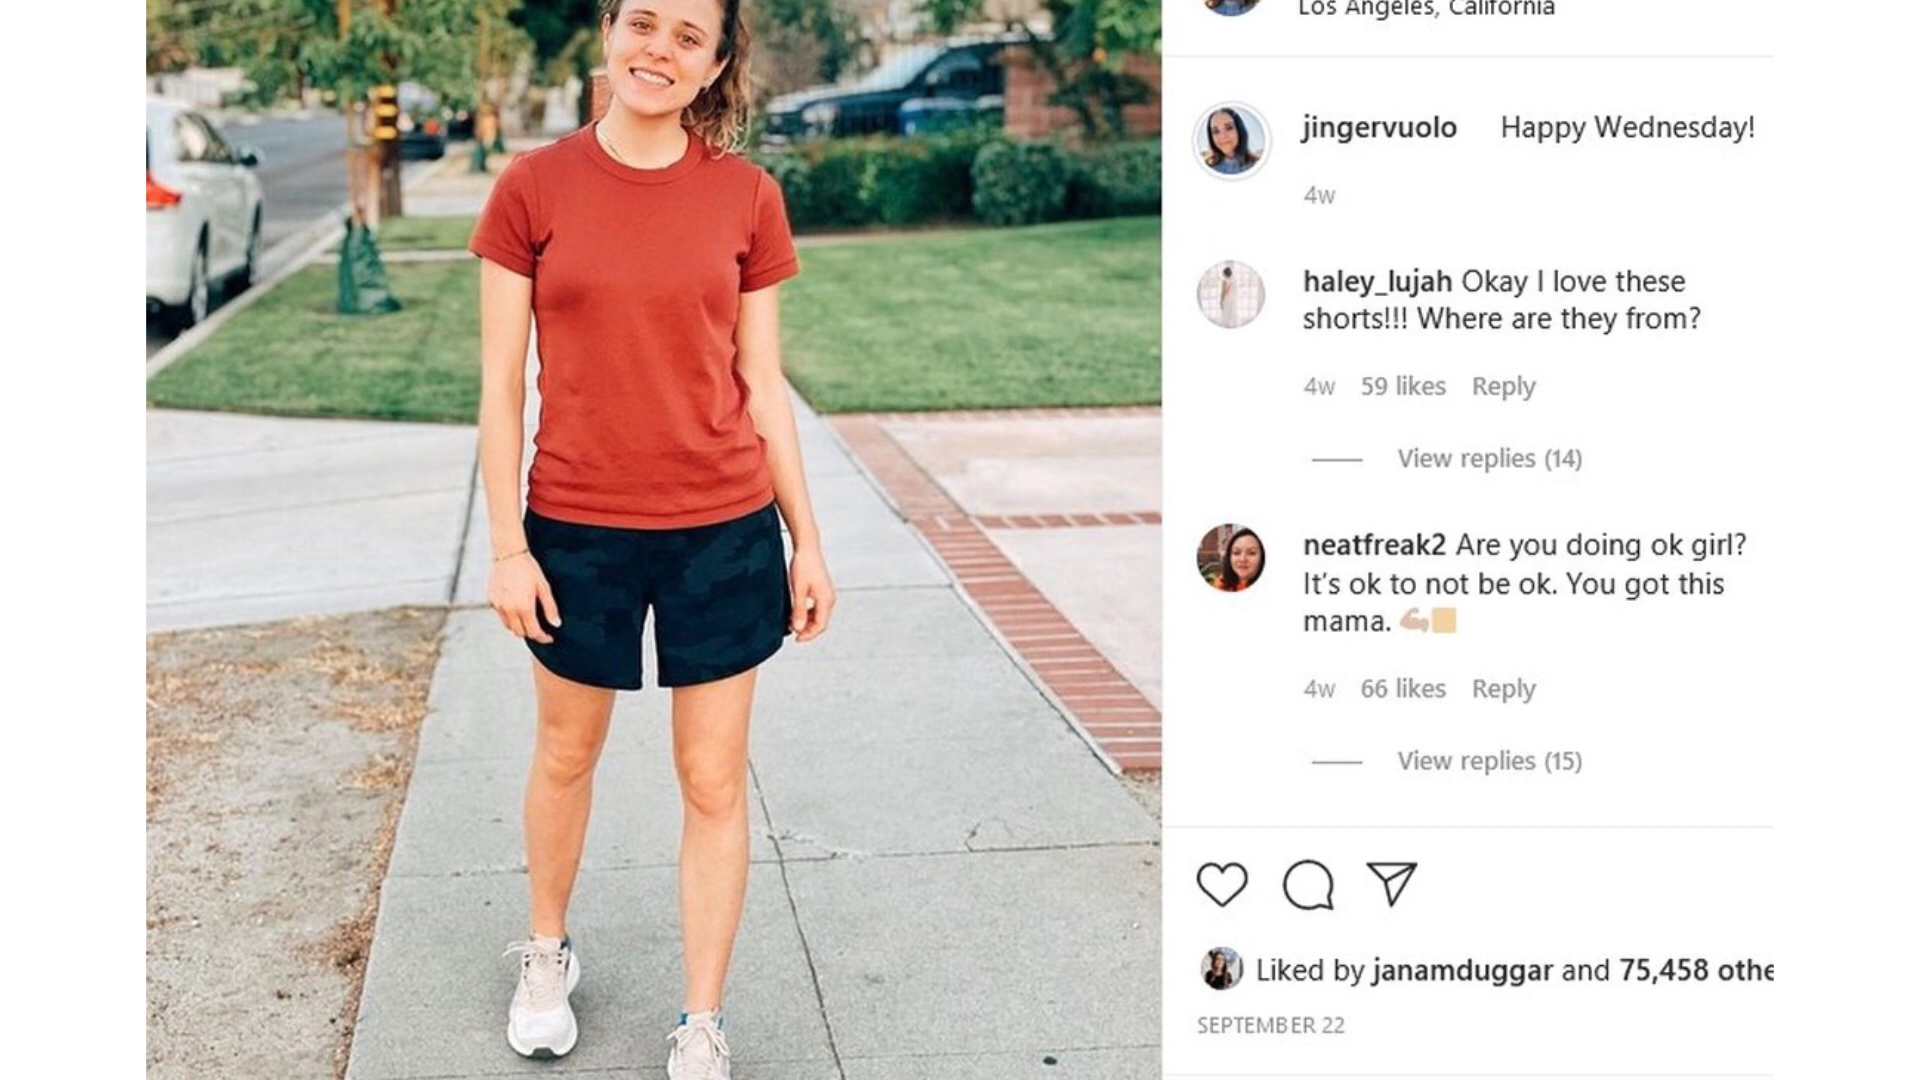 Los Angeles, California
jingervuolo Happy Wednesday!
4w
haley_lujah Okay I love these
shorts!!! Where are they from?
4w 59 likes Reply
View replies (14)
neatfreak2 Are you doing ok girl?
It's ok to not be ok. You got this
mama. 💪🏼
4w 66 likes Reply
View replies (15)
Liked by janamduggar and 75,458 othe
SEPTEMBER 22